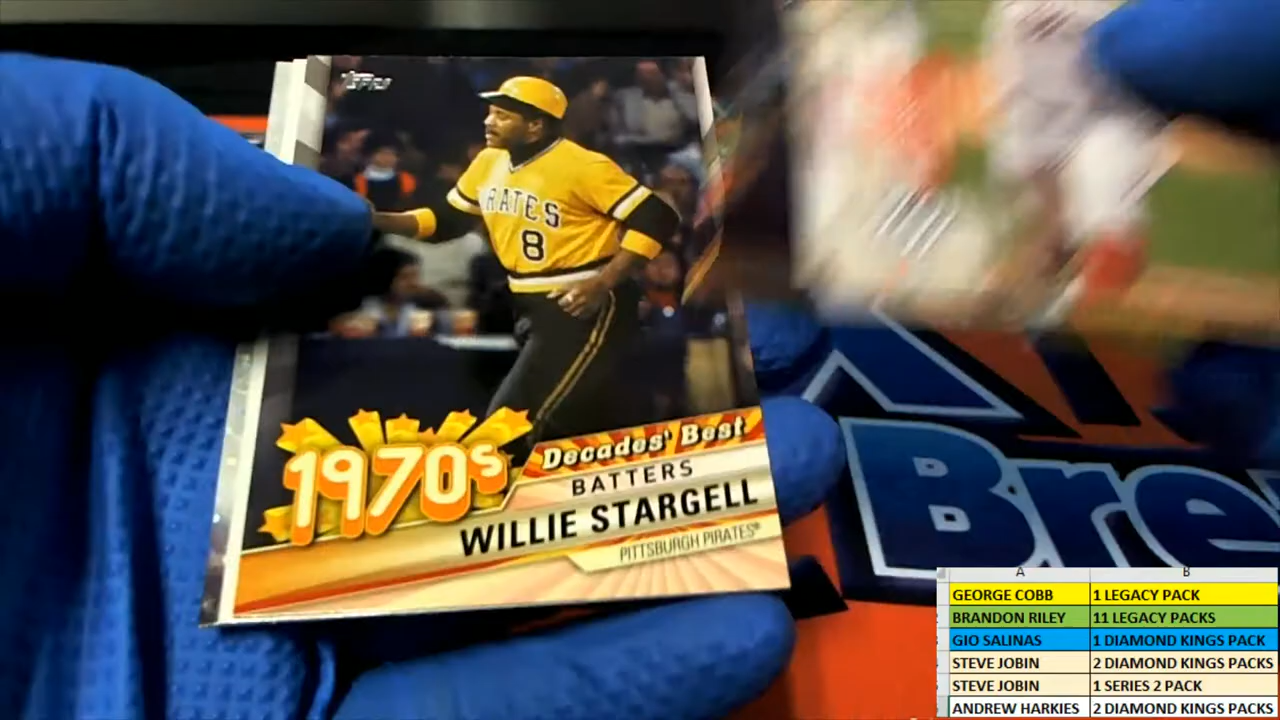 Topps
PIRATES
8
1970s
Decades' Best
BATTERS
WILLIE STARGELL
PITTSBURGH PIRATES®
Bre
A B
GEORGE COBB 1 LEGACY PACK
BRANDON RILEY 11 LEGACY PACKS
GIO SALINAS 1 DIAMOND KINGS PACK
STEVE JOBIN 2 DIAMOND KINGS PACKS
STEVE JOBIN 1 SERIES 2 PACK
ANDREW HARKIES 2 DIAMOND KINGS PACKS